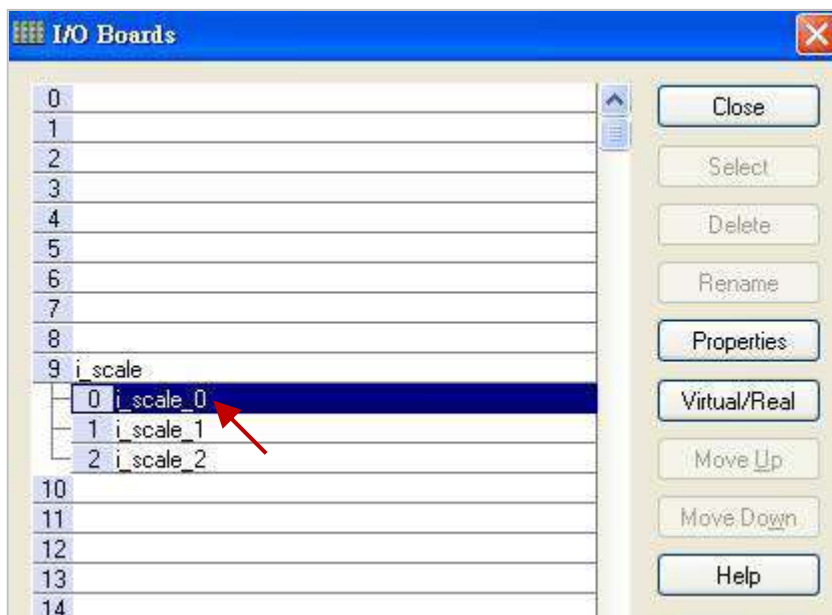 I/O Boards
0
1
2
3
4
5
6
7
8
9 i_scale
0 i_scale_0
1 i_scale_1
2 i_scale_2
10
11
12
13
14
Close
Select
Delete
Rename
Properties
Virtual/Real
Move Up
Move Down
Help